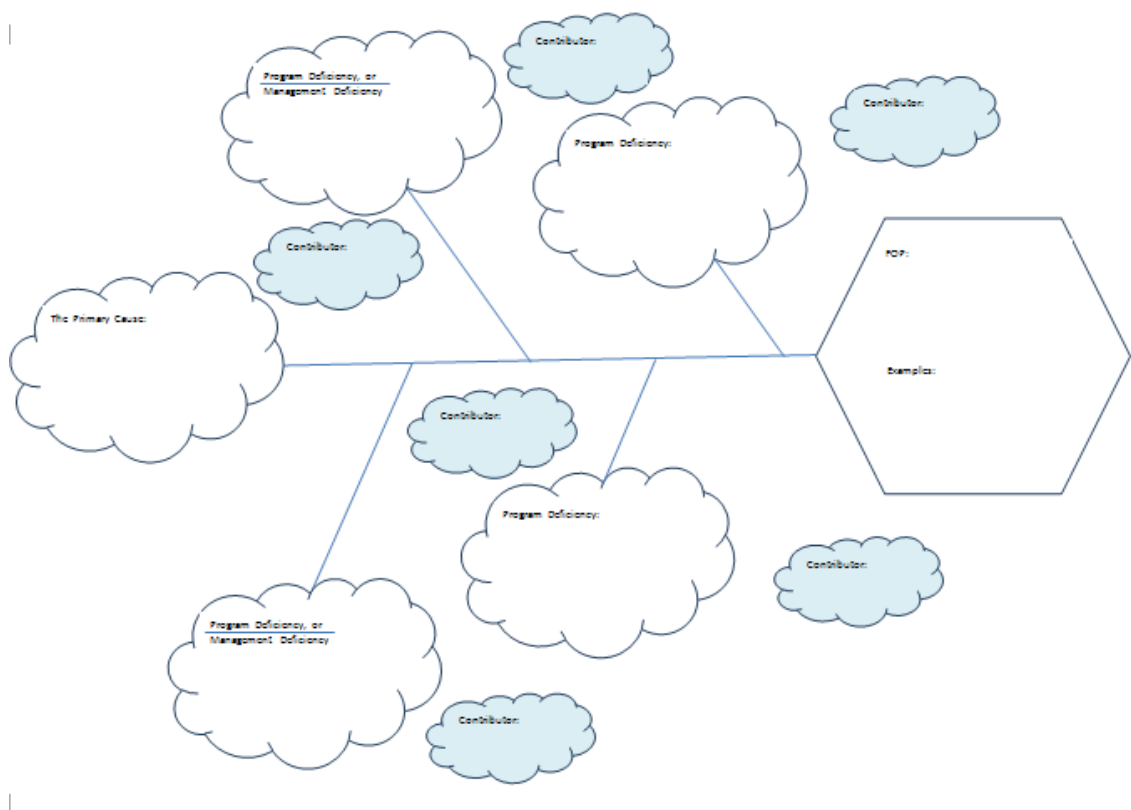 Contributor:
Program Deficiency, or
Management Deficiency
Contributor:
Program Deficiency:
Contributor:
FOP:
The Primary Cause:
Examples:
Contributor:
Program Deficiency:
Contributor:
Program Deficiency, or
Management Deficiency
Contributor: